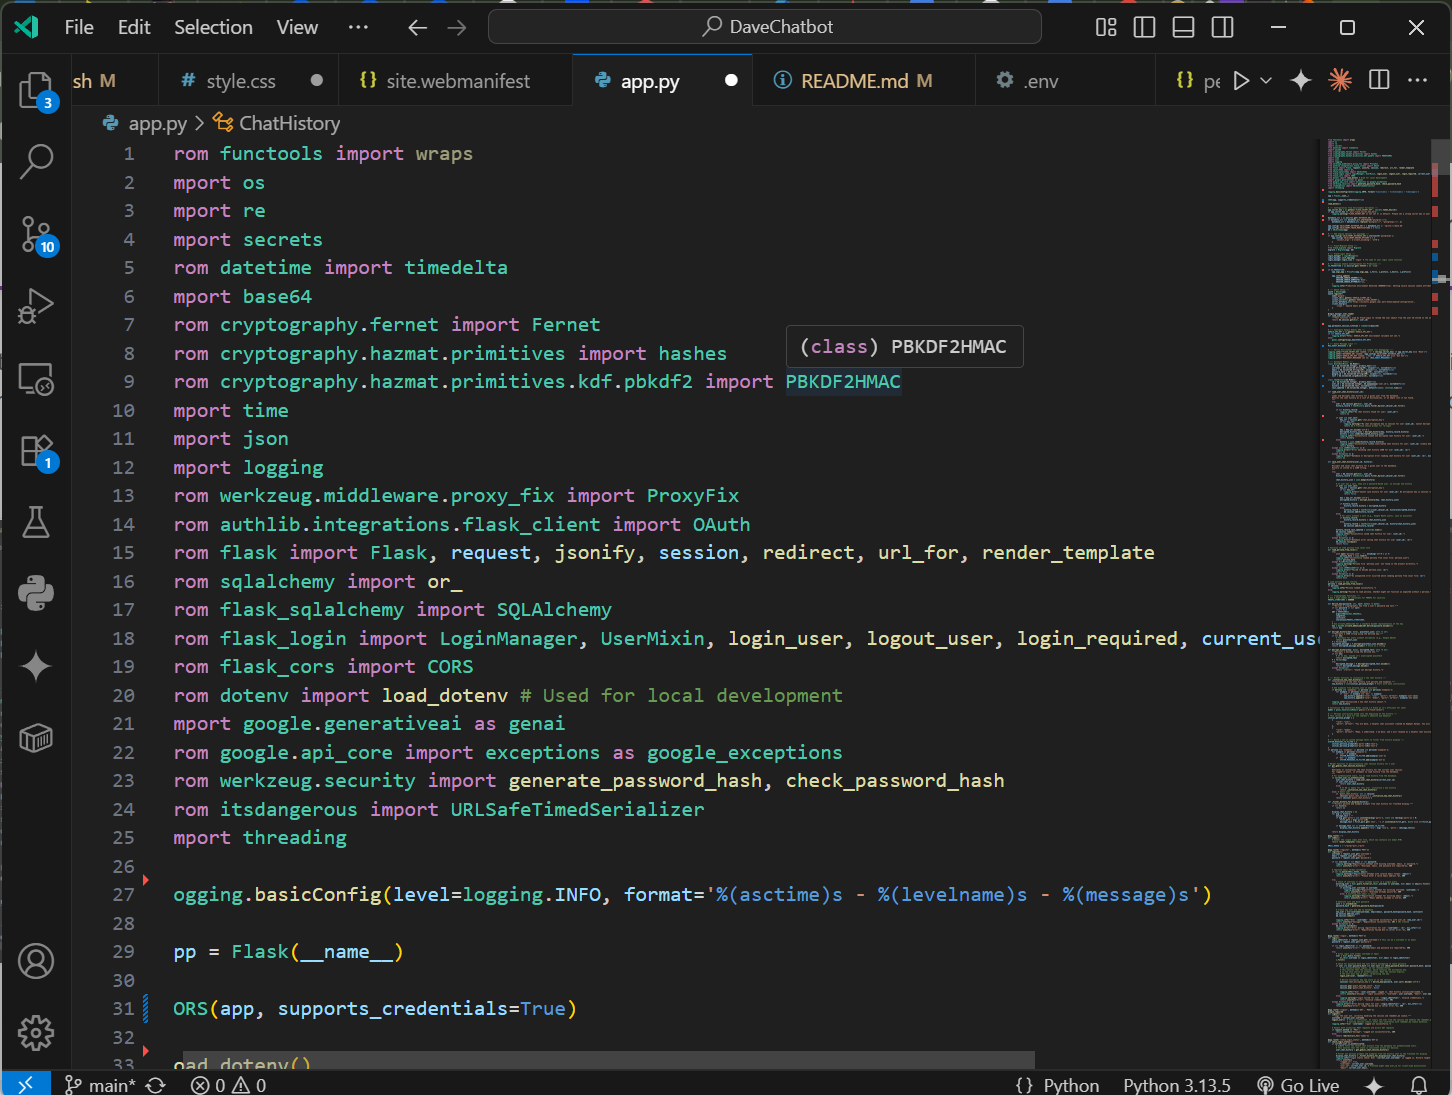 File Edit Selection View ··· DaveChatbot
sh M style.css site.webmanifest app.py README.md M .env pe
app.py > ChatHistory
1 rom functools import wraps
2 mport os
3 mport re
4 mport secrets
5 rom datetime import timedelta
6 mport base64
7 rom cryptography.fernet import Fernet
(class) PBKDF2HMAC
8 rom cryptography.hazmat.primitives import hashes
9 rom cryptography.hazmat.primitives.kdf.pbkdf2 import PBKDF2HMAC
10 mport time
11 mport json
12 mport logging
13 rom werkzeug.middleware.proxy_fix import ProxyFix
14 rom authlib.integrations.flask_client import OAuth
15 rom flask import Flask, request, jsonify, session, redirect, url_for, render_template
16 rom sqlalchemy import or_
17 rom flask_sqlalchemy import SQLAlchemy
18 rom flask_login import LoginManager, UserMixin, login_user, logout_user, login_required, current_use
19 rom flask_cors import CORS
20 rom dotenv import load_dotenv # Used for local development
21 mport google.generativeai as genai
22 rom google.api_core import exceptions as google_exceptions
23 rom werkzeug.security import generate_password_hash, check_password_hash
24 rom itsdangerous import URLSafeTimedSerializer
25 mport threading
26
27 ogging.basicConfig(level=logging.INFO, format='%(asctime)s - %(levelname)s - %(message)s')
28
29 pp = Flask(__name__)
30
31 ORS(app, supports_credentials=True)
32
33 oad_dotenv()
3
10
1
main* 0 0 {} Python Python 3.13.5 Go Live